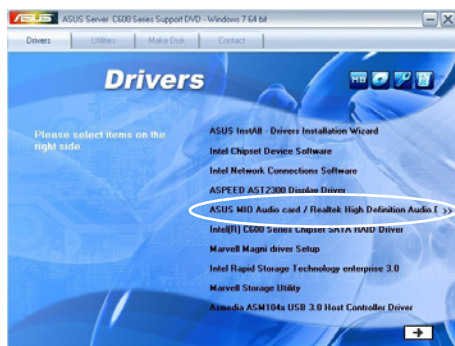 ASUS ASUS Server C600 Series Support DVD - Windows 7 64 bit
Drivers Utilities Make Disk Contact
Drivers
Please select items on the
right side.
ASUS InstAll - Drivers Installation Wizard
Intel Chipset Device Software
Intel Network Connections Software
ASPEED AST2300 Display Driver
ASUS MIO Audio card / Realtek High Definition Audio D >>
Intel(R) C600 Series Chipset SATA RAID Driver
Marvell Magni driver Setup
Intel Rapid Storage Technology enterprise 3.0
Marvell Storage Utility
Asmedia ASM104x USB 3.0 Host Controller Driver